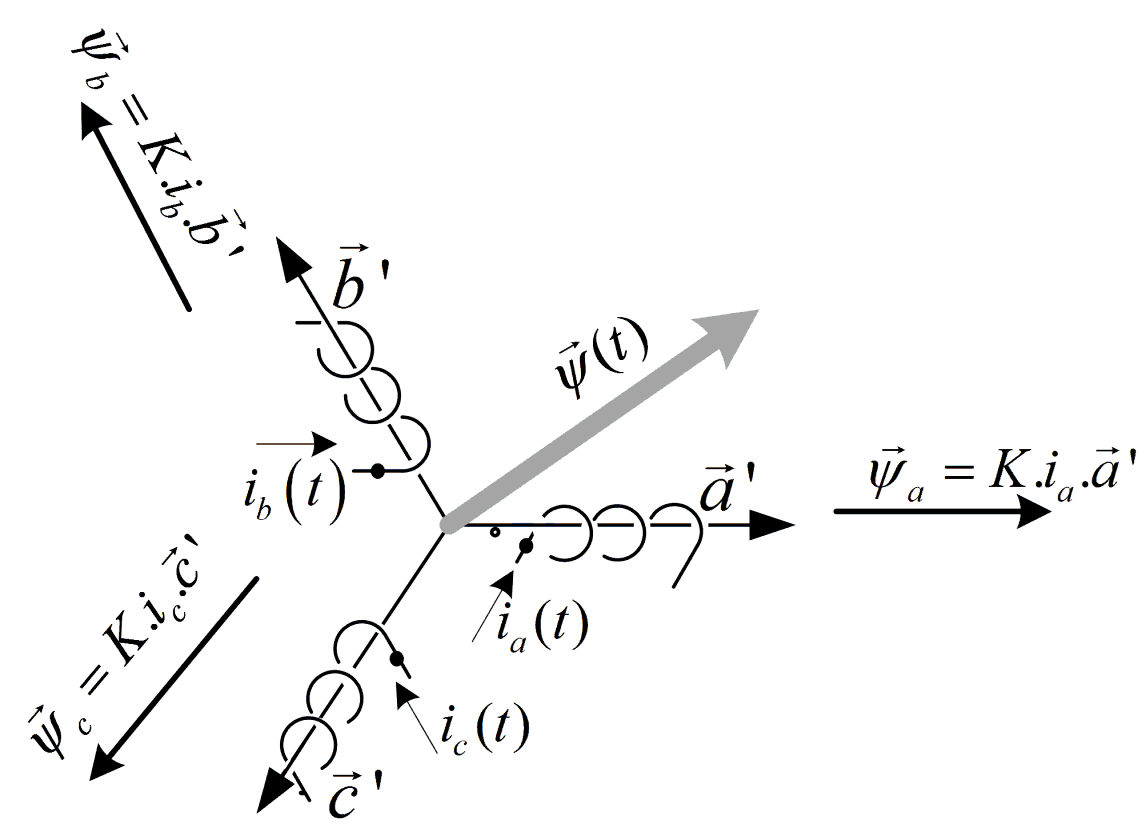 ψ⃗_b = K.i_b.b⃗'
b⃗'
ψ⃗(t)
i_b(t)
a⃗'
ψ⃗_a = K.i_a.a⃗'
ψ⃗_c = K.i_c.c⃗'
i_a(t)
i_c(t)
c⃗'